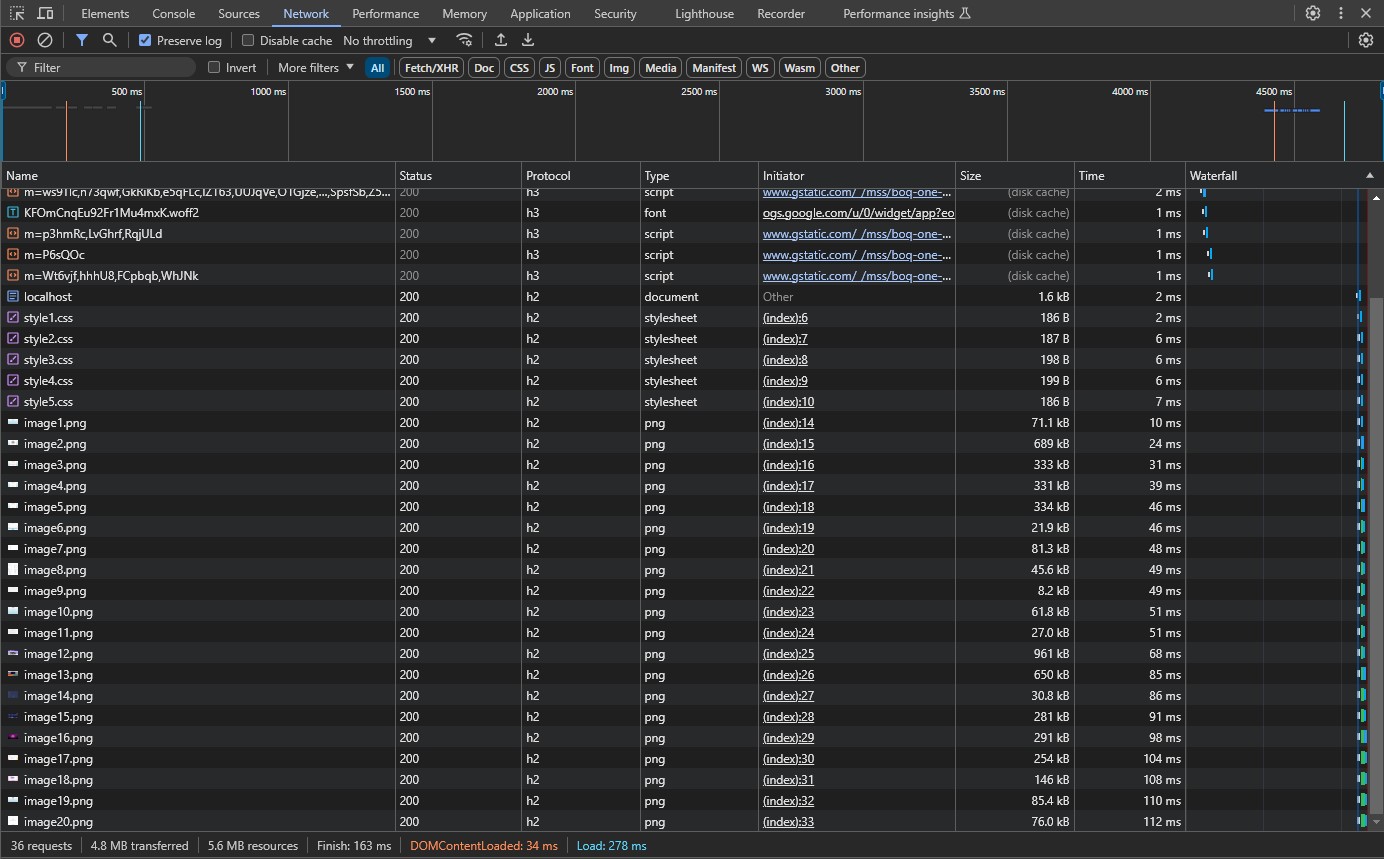 Elements Console Sources Network Performance Memory Application Security Lighthouse Recorder Performance insights
Preserve log Disable cache No throttling
Filter Invert More filters All Fetch/XHR Doc CSS JS Font Img Media Manifest WS Wasm Other
500 ms 1000 ms 1500 ms 2000 ms 2500 ms 3000 ms 3500 ms 4000 ms 4500 ms
Name Status Protocol Type Initiator Size Time Waterfall
200 h3 script www.gstatic.com/_/mss/boq-one-... (disk cache) 2 ms
KFOmCnqEu92Fr1Mu4mxK.woff2 200 h3 font ogs.google.com/u/0/widget/app?eo (disk cache) 1 ms
m=p3hmRc,LvGhrf,RqjULd 200 h3 script www.gstatic.com/_/mss/boq-one-... (disk cache) 1 ms
m=P6sQOc 200 h3 script www.gstatic.com/_/mss/boq-one-... (disk cache) 1 ms
m=Wt6vjf,hhhU8,FCpbqb,WhJNk 200 h3 script www.gstatic.com/_/mss/boq-one-... (disk cache) 1 ms
localhost 200 h2 document Other 1.6 kB 2 ms
style1.css 200 h2 stylesheet (index):6 186 B 2 ms
style2.css 200 h2 stylesheet (index):7 187 B 6 ms
style3.css 200 h2 stylesheet (index):8 198 B 6 ms
style4.css 200 h2 stylesheet (index):9 199 B 6 ms
style5.css 200 h2 stylesheet (index):10 186 B 7 ms
image1.png 200 h2 png (index):14 71.1 kB 10 ms
image2.png 200 h2 png (index):15 689 kB 24 ms
image3.png 200 h2 png (index):16 333 kB 31 ms
image4.png 200 h2 png (index):17 331 kB 39 ms
image5.png 200 h2 png (index):18 334 kB 46 ms
image6.png 200 h2 png (index):19 21.9 kB 46 ms
image7.png 200 h2 png (index):20 81.3 kB 48 ms
image8.png 200 h2 png (index):21 45.6 kB 49 ms
image9.png 200 h2 png (index):22 8.2 kB 49 ms
image10.png 200 h2 png (index):23 61.8 kB 51 ms
image11.png 200 h2 png (index):24 27.0 kB 51 ms
image12.png 200 h2 png (index):25 961 kB 68 ms
image13.png 200 h2 png (index):26 650 kB 85 ms
image14.png 200 h2 png (index):27 30.8 kB 86 ms
image15.png 200 h2 png (index):28 281 kB 91 ms
image16.png 200 h2 png (index):29 291 kB 98 ms
image17.png 200 h2 png (index):30 254 kB 104 ms
image18.png 200 h2 png (index):31 146 kB 108 ms
image19.png 200 h2 png (index):32 85.4 kB 110 ms
image20.png 200 h2 png (index):33 76.0 kB 112 ms
36 requests 4.8 MB transferred 5.6 MB resources Finish: 163 ms DOMContentLoaded: 34 ms Load: 278 ms